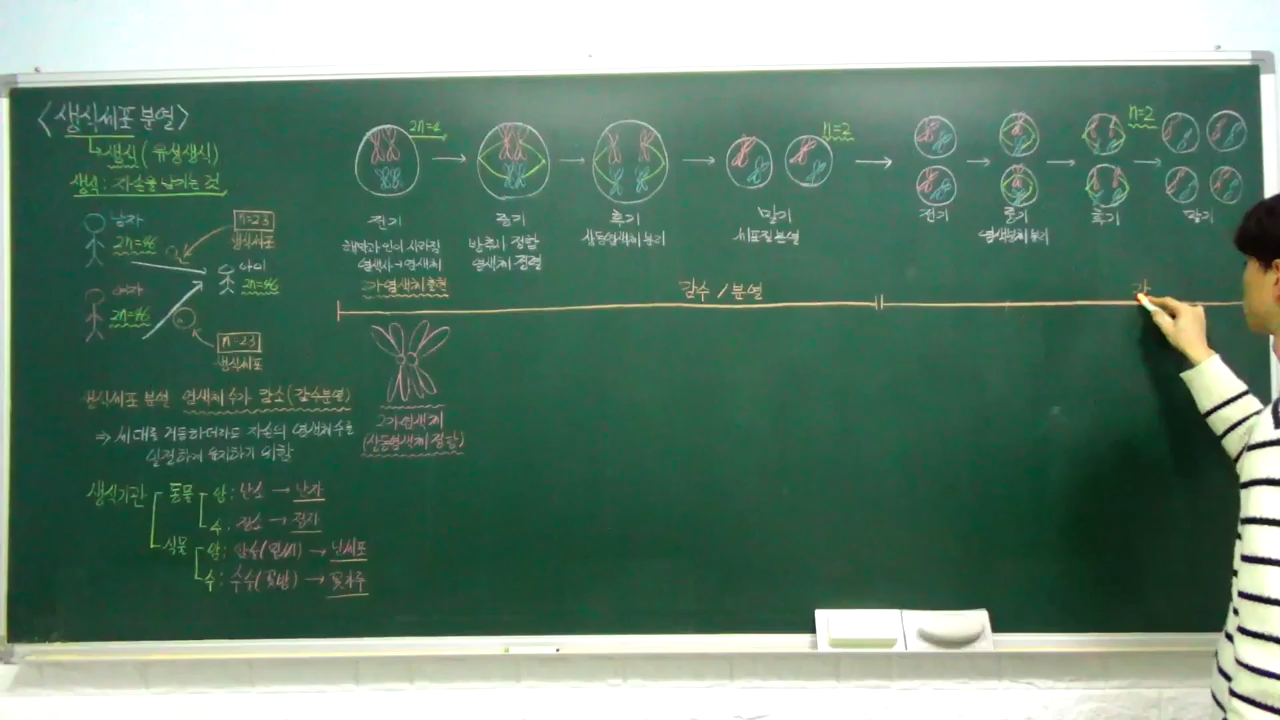 <생식세포 분열>
생식(유성생식)
생식: 자손을 남기는 것
남자
2n=46
n=23
생식세포
아이
2n=46
여자
2n=46
n=23
생식세포
생식세포 분열 염색체 수가 감소(감수분열)
⇒ 세대를 거듭하더라도 자손의 염색체수를
일정하게 유지하기 위함
생식기관
동물 암: 난소 → 난자
수: 정소 → 정자
식물 암: 암술(밑씨) → 난세포
수: 수술(꽃밥) → 꽃가루
2n=4
n=2
n=2
전기
핵막과 인이 사라짐
염색사→염색체
2가염색체출현
중기
방추사 정렬
염색체 정렬
후기
상동염색체 분리
말기
세포질 분열
전기
중기
염색분체 분리
후기
말기
감수 1분열
감
2가염색체
(상동염색체 정합)